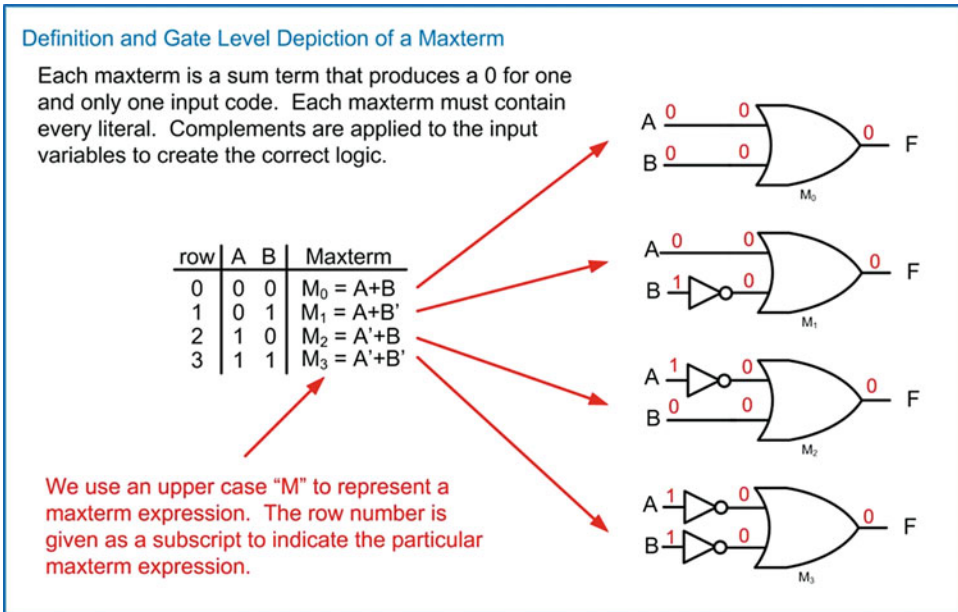 Definition and Gate Level Depiction of a Maxterm
Each maxterm is a sum term that produces a 0 for one
and only one input code. Each maxterm must contain
every literal. Complements are applied to the input
variables to create the correct logic.
row A B Maxterm
0 0 0 M₀ = A+B
1 0 1 M₁ = A+B'
2 1 0 M₂ = A'+B
3 1 1 M₃ = A'+B'
We use an upper case “M” to represent a
maxterm expression. The row number is
given as a subscript to indicate the particular
maxterm expression.
A 0 0
0 F
B 0 0
M₀
A 0 0
0 F
B 1 0
M₁
A 1 0
0 F
B 0 0
M₂
A 1 0
0 F
B 1 0
M₃